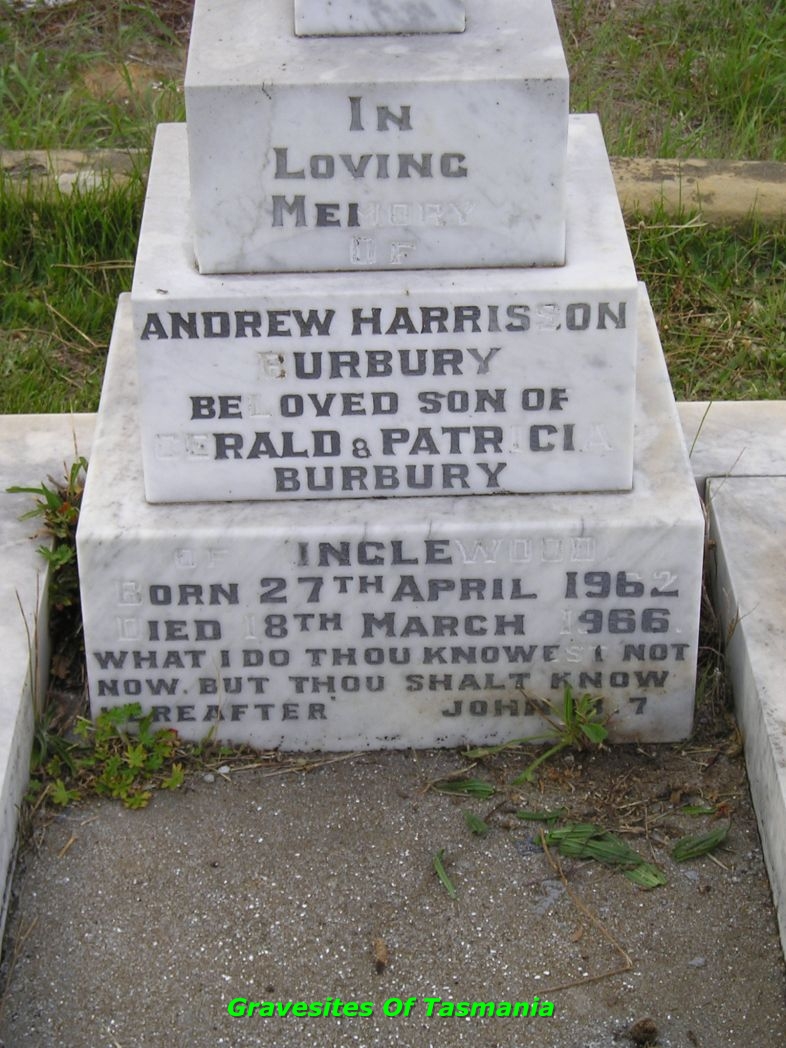 IN
LOVING
MEMORY
OF
ANDREW HARRISSON
BURBURY
BELOVED SON OF
GERALD & PATRICIA
BURBURY
OF INGLEWOOD
BORN 27TH APRIL 1962
DIED 18TH MARCH 1966.
WHAT I DO THOU KNOWEST NOT
NOW. BUT THOU SHALT KNOW
HEREAFTER JOHN 7
Gravesites Of Tasmania